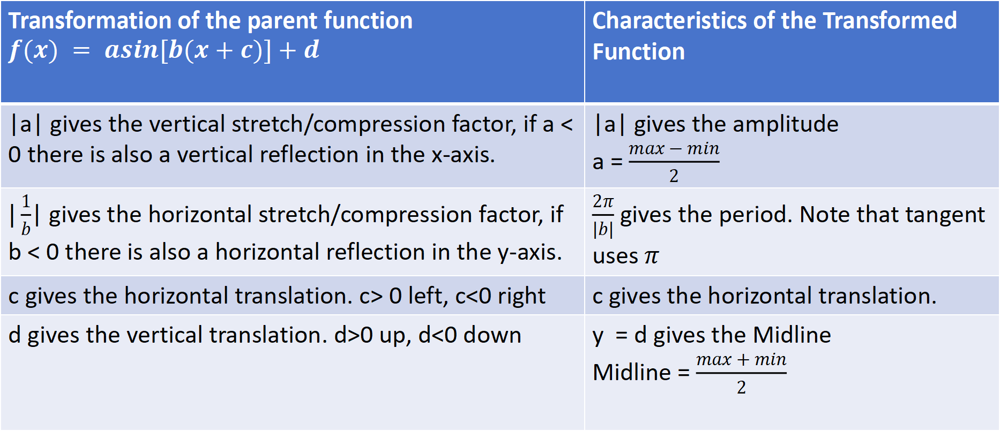 Transformation of the parent function
f(x) = asin[b(x + c)] + d
Characteristics of the Transformed
Function
|a| gives the vertical stretch/compression factor, if a <
0 there is also a vertical reflection in the x-axis.
|a| gives the amplitude
a = \frac{max − min}{2}
|\frac{1}{b}| gives the horizontal stretch/compression factor, if
b < 0 there is also a horizontal reflection in the y-axis.
\frac{2π}{|b|} gives the period. Note that tangent
uses π
c gives the horizontal translation. c> 0 left, c<0 right
c gives the horizontal translation.
d gives the vertical translation. d>0 up, d<0 down
y = d gives the Midline
Midline = \frac{max + min}{2}